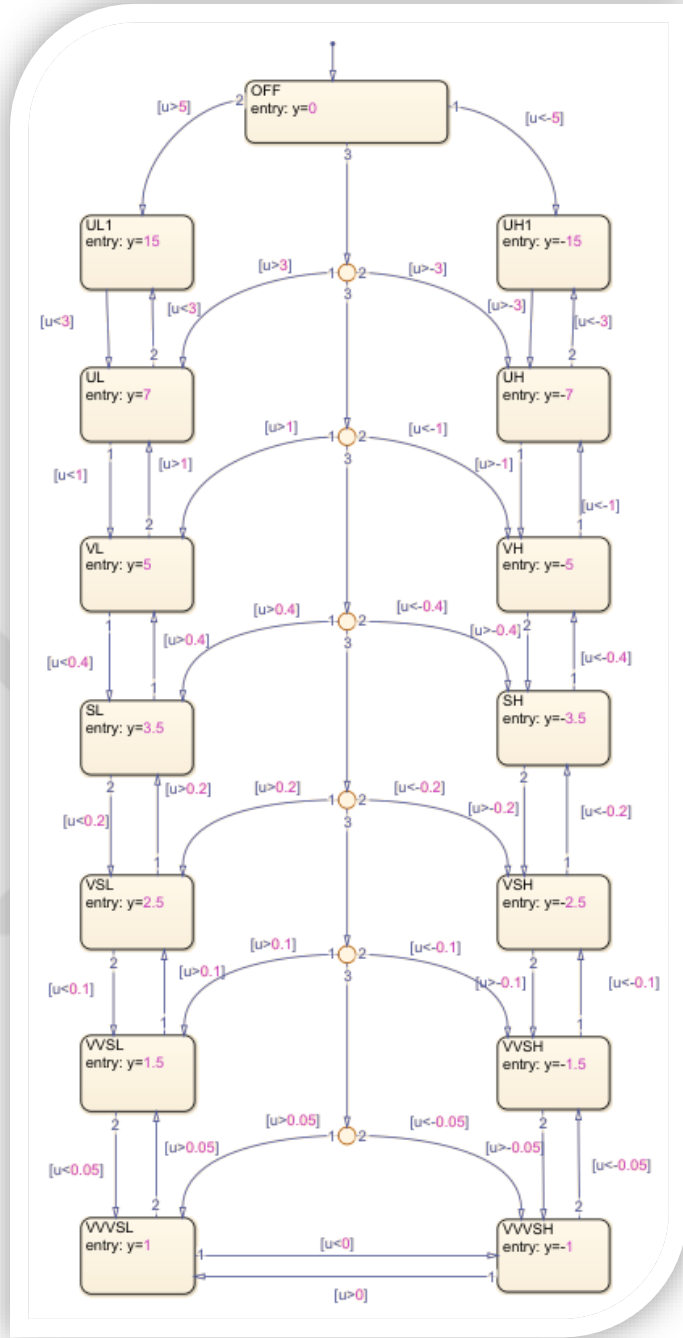 OFF
entry: y=0
2
[u>5]
1
[u<-5]
3
UL1
entry: y=15
UH1
entry: y=-15
[u>3]
1
2
[u>-3]
3
[u<3]
[u<3]
[u>-3]
[u<-3]
2
2
UL
entry: y=7
UH
entry: y=-7
[u>1]
1
2
[u<-1]
3
1
[u<1]
[u>1]
2
1
[u>-1]
[u<-1]
1
VL
entry: y=5
VH
entry: y=-5
[u>0.4]
1
2
[u<-0.4]
3
1
[u<0.4]
[u>0.4]
1
2
[u>-0.4]
[u<-0.4]
1
SL
entry: y=3.5
SH
entry: y=-3.5
[u>0.2]
1
2
[u<-0.2]
3
2
[u<0.2]
[u>0.2]
1
2
[u>-0.2]
[u<-0.2]
1
VSL
entry: y=2.5
VSH
entry: y=-2.5
[u>0.1]
1
2
[u<-0.1]
3
2
[u<0.1]
[u>0.1]
1
2
[u>-0.1]
[u<-0.1]
1
VVSL
entry: y=1.5
VVSH
entry: y=-1.5
[u>0.05]
1
2
[u<-0.05]
2
[u<0.05]
[u>0.05]
2
2
[u>-0.05]
[u<-0.05]
2
VVVSL
entry: y=1
VVVSH
entry: y=-1
1
[u<0]
1
[u>0]